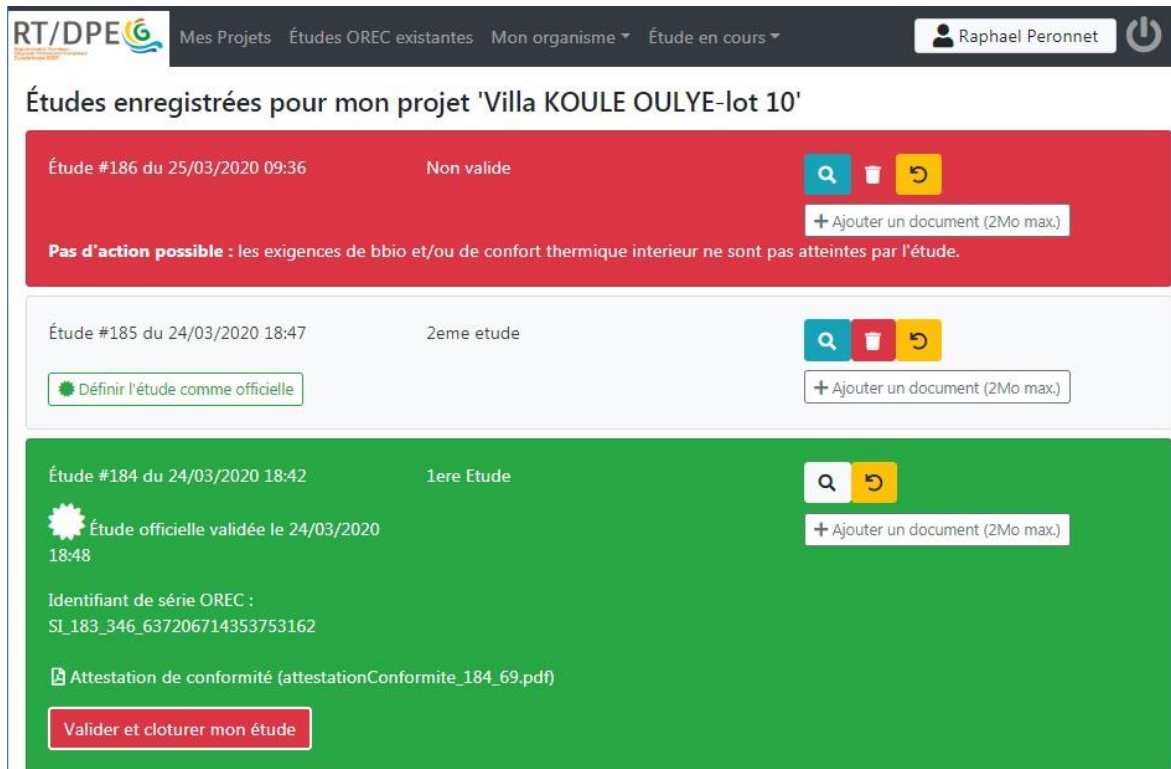 RT/DPE
Mes Projets Études OREC existantes Mon organisme Étude en cours Raphael Peronnet
Études enregistrées pour mon projet 'Villa KOULE OULYE-lot 10'
Étude #186 du 25/03/2020 09:36 Non valide
Ajouter un document (2Mo max.)
Pas d'action possible : les exigences de bbio et/ou de confort thermique interieur ne sont pas atteintes par l'étude.
Étude #185 du 24/03/2020 18:47 2eme etude
Définir l'étude comme officielle Ajouter un document (2Mo max.)
Étude #184 du 24/03/2020 18:42 1ere Etude
Étude officielle validée le 24/03/2020 Ajouter un document (2Mo max.)
18:48
Identifiant de série OREC :
SI_183_346_637206714353753162
Attestation de conformité (attestationConformite_184_69.pdf)
Valider et cloturer mon étude